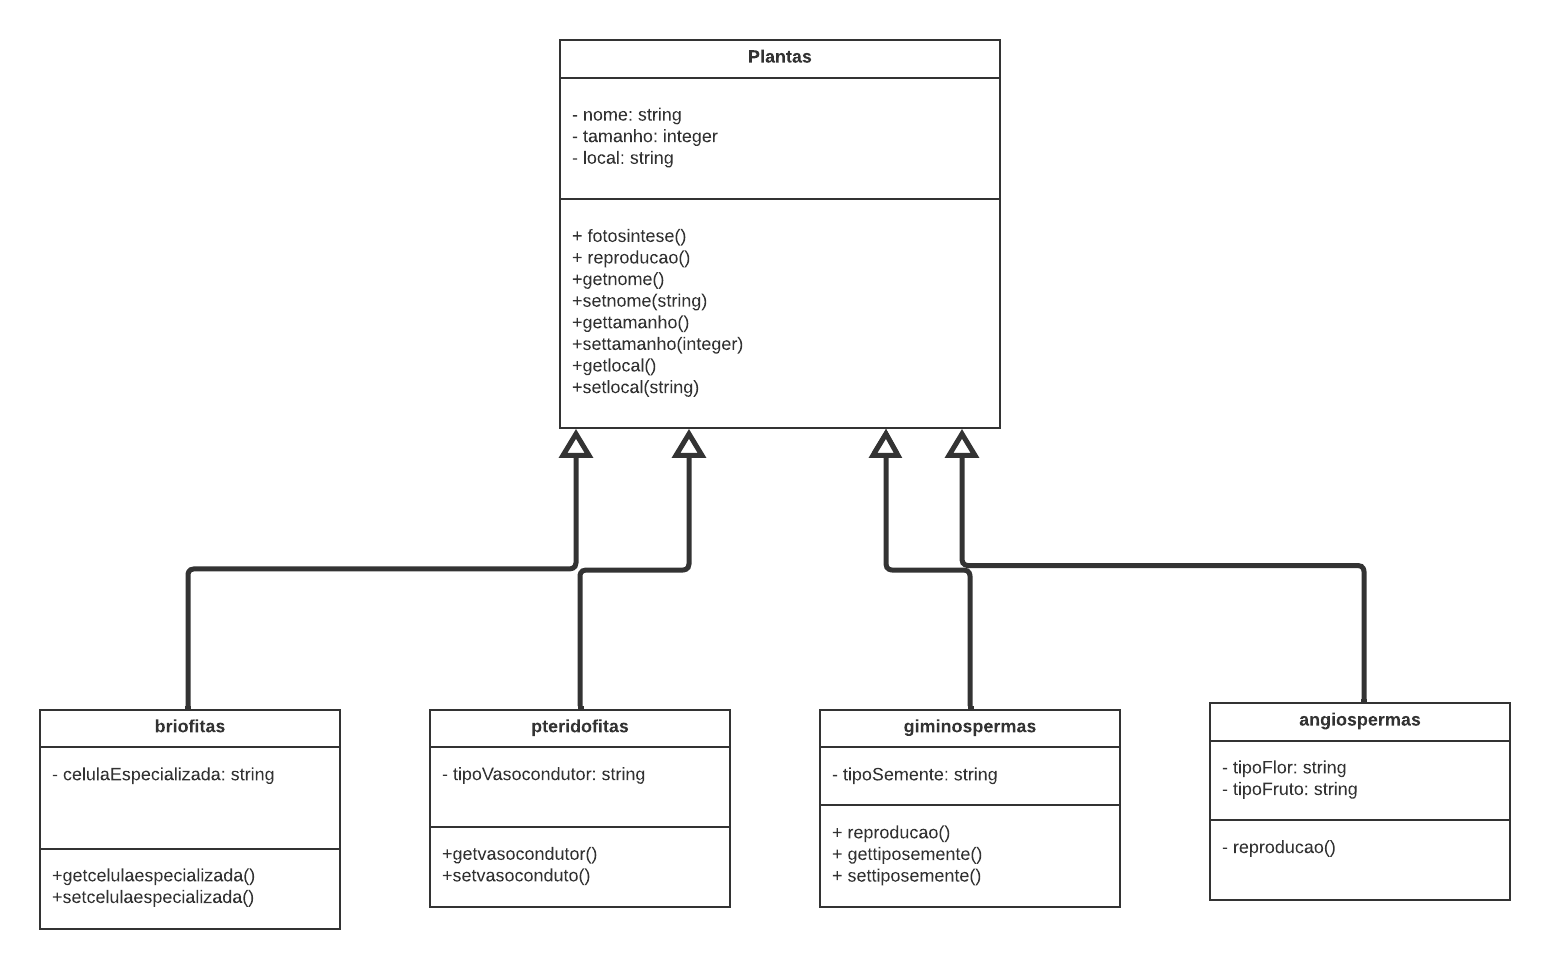 Plantas
- nome: string
- tamanho: integer
- local: string
+ fotosintese()
+ reproducao()
+getnome()
+setnome(string)
+gettamanho()
+settamanho(integer)
+getlocal()
+setlocal(string)
briofitas
- celulaEspecializada: string
+getcelulaespecializada()
+setcelulaespecializada()
pteridofitas
- tipoVasocondutor: string
+getvasocondutor()
+setvasoconduto()
giminospermas
- tipoSemente: string
+ reproducao()
+ gettiposemente()
+ settiposemente()
angiospermas
- tipoFlor: string
- tipoFruto: string
- reproducao()